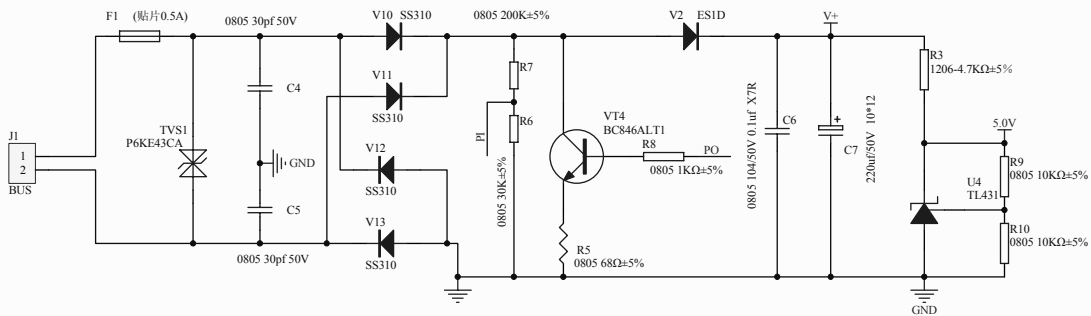 F1 (贴片0.5A)
0805 30pf 50V
V10 SS310
0805 200K±5%
V2 ES1D
V+
R7
R3
1206-4.7KΩ±5%
V11
SS310
C4
TVS1
P6KE43CA
VT4
BC846ALT1
R6
PI
R8
PO
0805 1KΩ±5%
0805 104/50V 0.1uf X7R
C6
C7
220uf/50V 10*12
5.0V
J1
1
2
BUS
GND
V12
SS310
0805 30K±5%
U4
TL431
R9
0805 10KΩ±5%
C5
V13
SS310
R5
0805 68Ω±5%
R10
0805 10KΩ±5%
0805 30pf 50V
GND